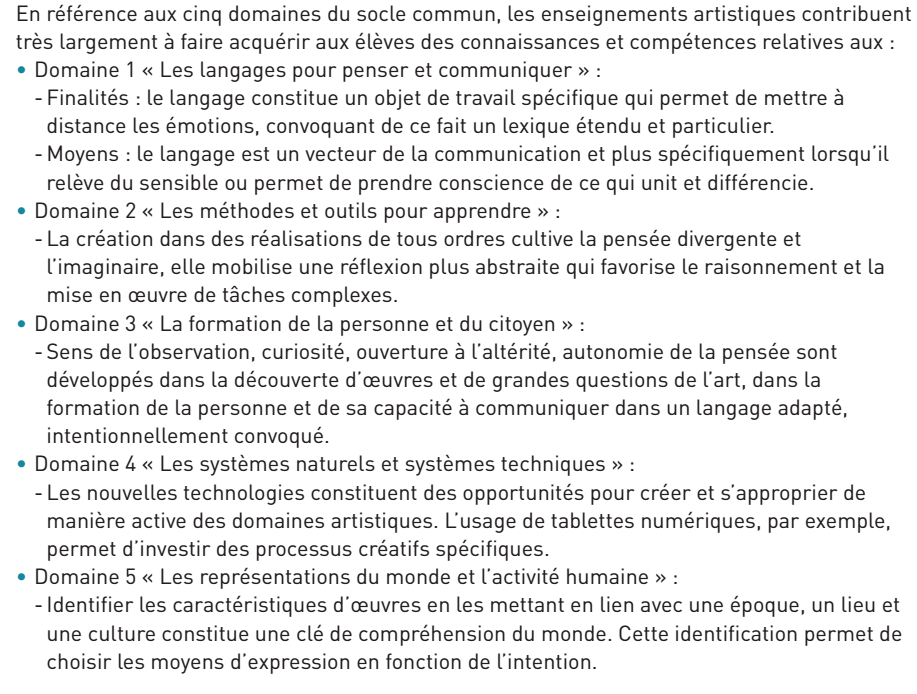 En référence aux cinq domaines du socle commun, les enseignements artistiques contribuent
très largement à faire acquérir aux élèves des connaissances et compétences relatives aux :
• Domaine 1 « Les langages pour penser et communiquer » :
- Finalités : le langage constitue un objet de travail spécifique qui permet de mettre à
distance les émotions, convoquant de ce fait un lexique étendu et particulier.
- Moyens : le langage est un vecteur de la communication et plus spécifiquement lorsqu’il
relève du sensible ou permet de prendre conscience de ce qui unit et différencie.
• Domaine 2 « Les méthodes et outils pour apprendre » :
- La création dans des réalisations de tous ordres cultive la pensée divergente et
l’imaginaire, elle mobilise une réflexion plus abstraite qui favorise le raisonnement et la
mise en œuvre de tâches complexes.
• Domaine 3 « La formation de la personne et du citoyen » :
- Sens de l’observation, curiosité, ouverture à l’altérité, autonomie de la pensée sont
développés dans la découverte d’œuvres et de grandes questions de l’art, dans la
formation de la personne et de sa capacité à communiquer dans un langage adapté,
intentionnellement convoqué.
• Domaine 4 « Les systèmes naturels et systèmes techniques » :
- Les nouvelles technologies constituent des opportunités pour créer et s’approprier de
manière active des domaines artistiques. L’usage de tablettes numériques, par exemple,
permet d’investir des processus créatifs spécifiques.
• Domaine 5 « Les représentations du monde et l’activité humaine » :
- Identifier les caractéristiques d’œuvres en les mettant en lien avec une époque, un lieu et
une culture constitue une clé de compréhension du monde. Cette identification permet de
choisir les moyens d’expression en fonction de l’intention.